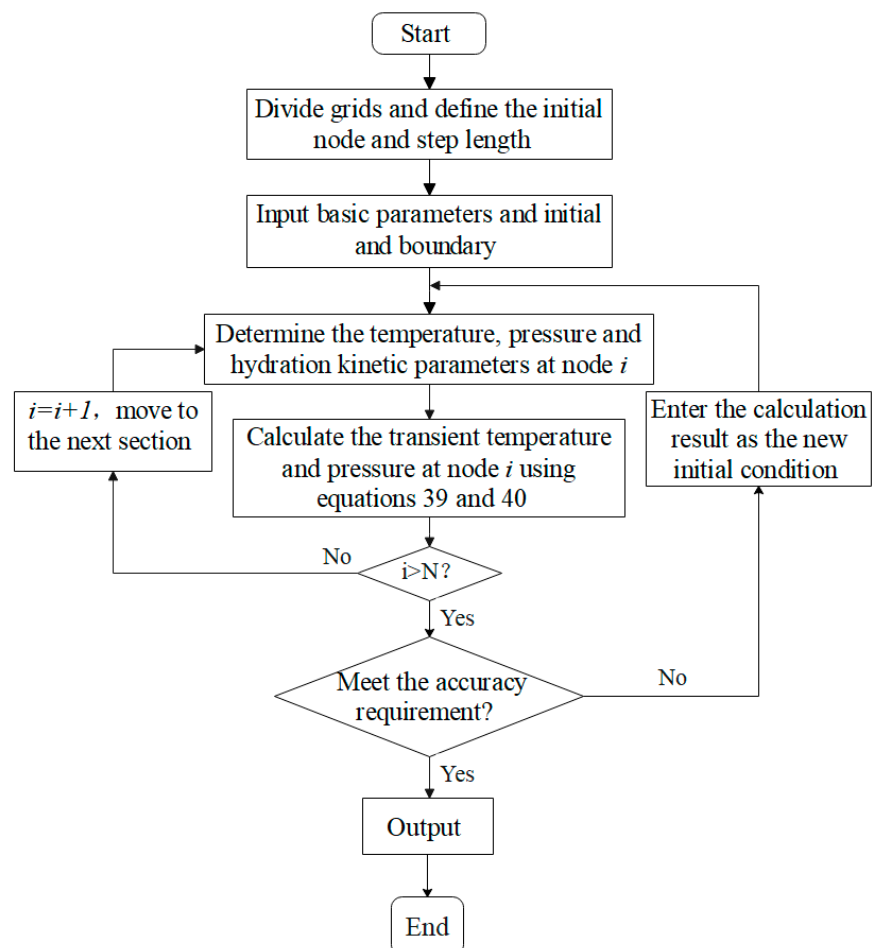 Start
Divide grids and define the initial
node and step length
Input basic parameters and initial
and boundary
Determine the temperature, pressure and
hydration kinetic parameters at node i
i=i+1, move to
the next section
Enter the calculation
result as the new
initial condition
Calculate the transient temperature
and pressure at node i using
equations 39 and 40
No
i>N?
Yes
Meet the accuracy
requirement?
No
Yes
Output
End